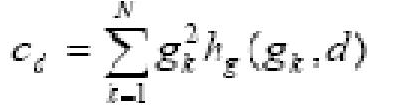 c_d = \sum_{k=1}^{N} g_k^2 h_g (g_k, d)